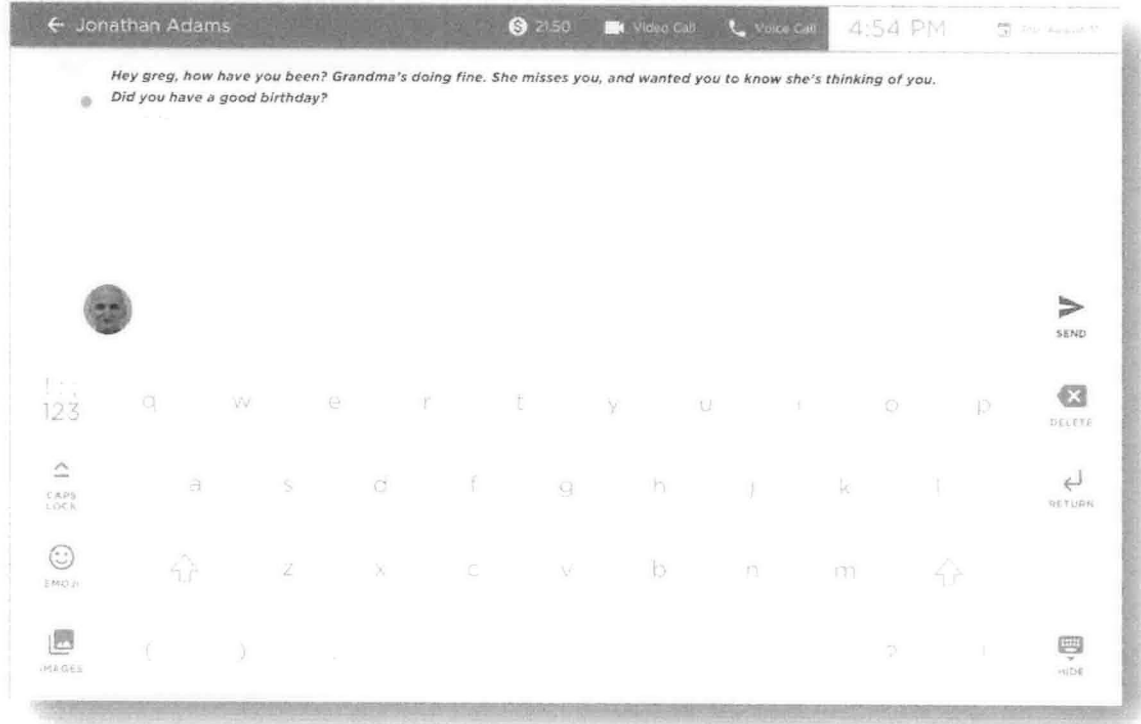 ← Jonathan Adams $ 21.50 Video Call Voice Call 4:54 PM
Hey greg, how have you been? Grandma's doing fine. She misses you, and wanted you to know she's thinking of you.
Did you have a good birthday?
SEND
! : ;
123 q w e r t y u i o p DELETE
CAPS
LOCK a s d f g h j k l RETURN
EMOJI z x c v b n m
IMAGES ( ) . ? ! HIDE